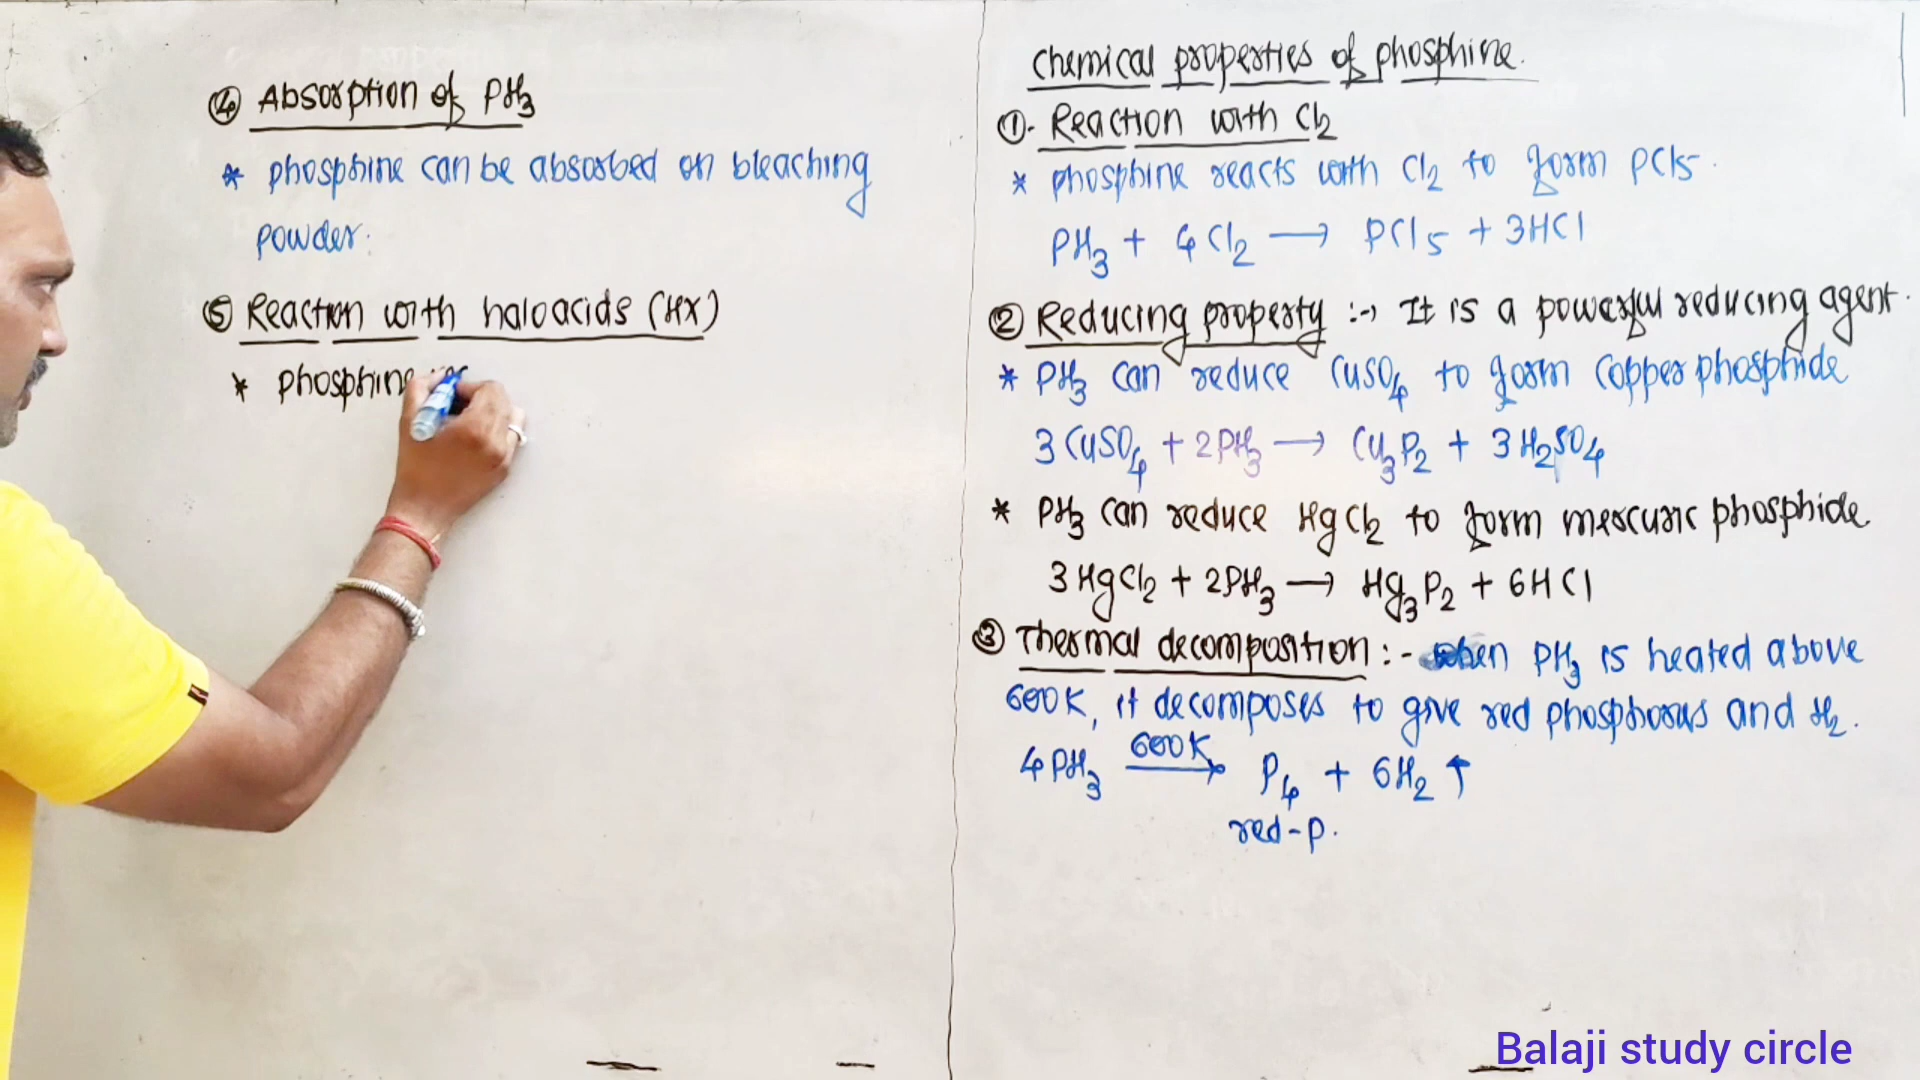 Chemical properties of phosphine.
①. Reaction with Cl2
* phosphine reacts with Cl2 to form PCl5.
PH3 + 4Cl2 → PCl5 + 3HCl
② Reducing property :-> It is a powerful reducing agent.
* PH3 can reduce CuSO4 to form Copper phosphide
3CuSO4 + 2PH3 → Cu3P2 + 3H2SO4
* PH3 can reduce HgCl2 to form mercuric phosphide.
3HgCl2 + 2PH3 → Hg3P2 + 6HCl
③ Thermal decomposition :- when PH3 is heated above
600K, it decomposes to give red phosphorus and H2.
4PH3 600K→ P4 + 6H2 ↑
red-p.
④ Absorption of PH3
* phosphine can be absorbed on bleaching
powder.
⑤ Reaction with haloacids (HX)
* phosphine
Balaji study circle